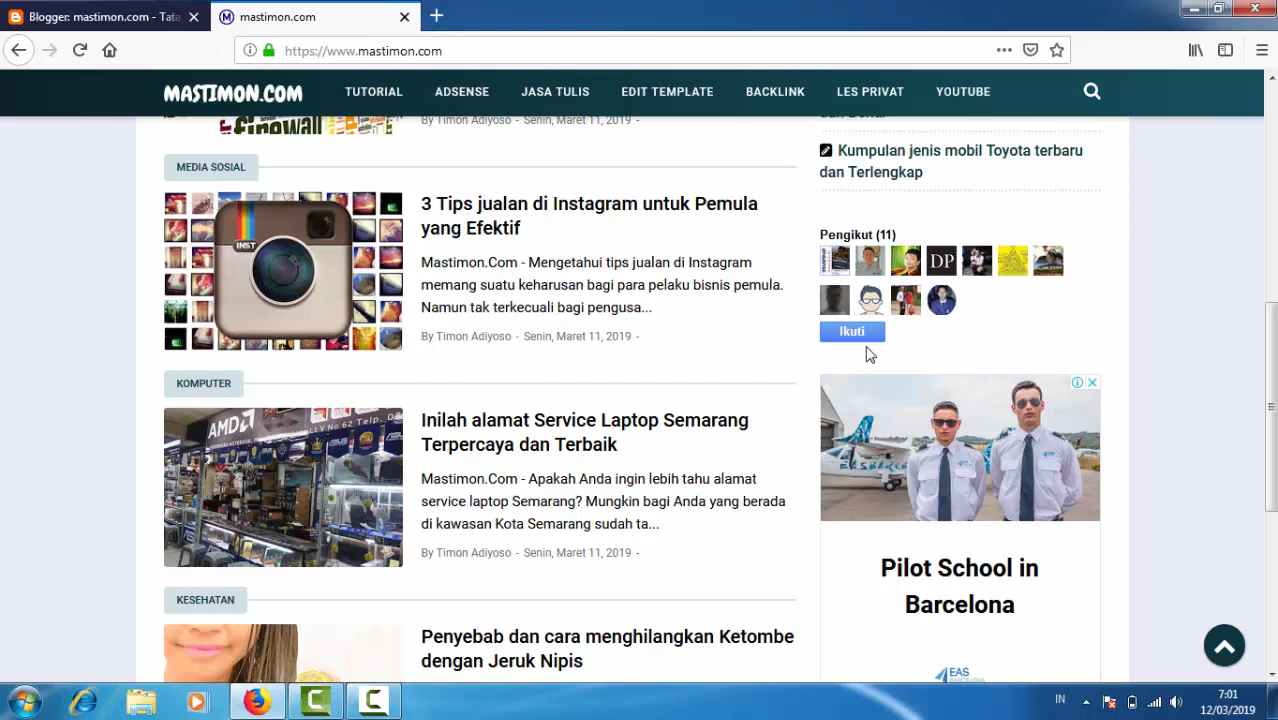 Blogger: mastimon.com - Tata
mastimon.com
https://www.mastimon.com
MASTIMON.COM
TUTORIAL
ADSENSE
JASA TULIS
EDIT TEMPLATE
BACKLINK
LES PRIVAT
YOUTUBE
firewall
By Timon Adiyoso - Senin, Maret 11, 2019 -
MEDIA SOSIAL
INST
3 Tips jualan di Instagram untuk Pemula
yang Efektif
Mastimon.Com - Mengetahui tips jualan di Instagram
memang suatu keharusan bagi para pelaku bisnis pemula.
Namun tak terkecuali bagi pengusa...
By Timon Adiyoso - Senin, Maret 11, 2019 -
KOMPUTER
AMD
Inilah alamat Service Laptop Semarang
Terpercaya dan Terbaik
Mastimon.Com - Apakah Anda ingin lebih tahu alamat
service laptop Semarang? Mungkin bagi Anda yang berada
di kawasan Kota Semarang sudah ta...
By Timon Adiyoso - Senin, Maret 11, 2019 -
KESEHATAN
Penyebab dan cara menghilangkan Ketombe
dengan Jeruk Nipis
Kumpulan jenis mobil Toyota terbaru
dan Terlengkap
Pengikut (11)
DP
Ikuti
Pilot School in
Barcelona
EAS
IN
7:01
12/03/2019